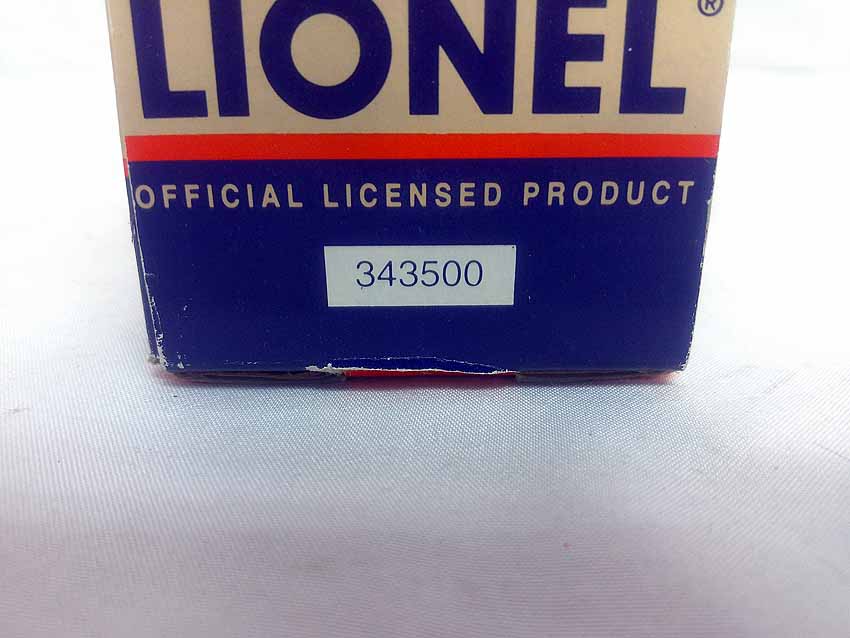 LIONEL®
OFFICIAL LICENSED PRODUCT
343500